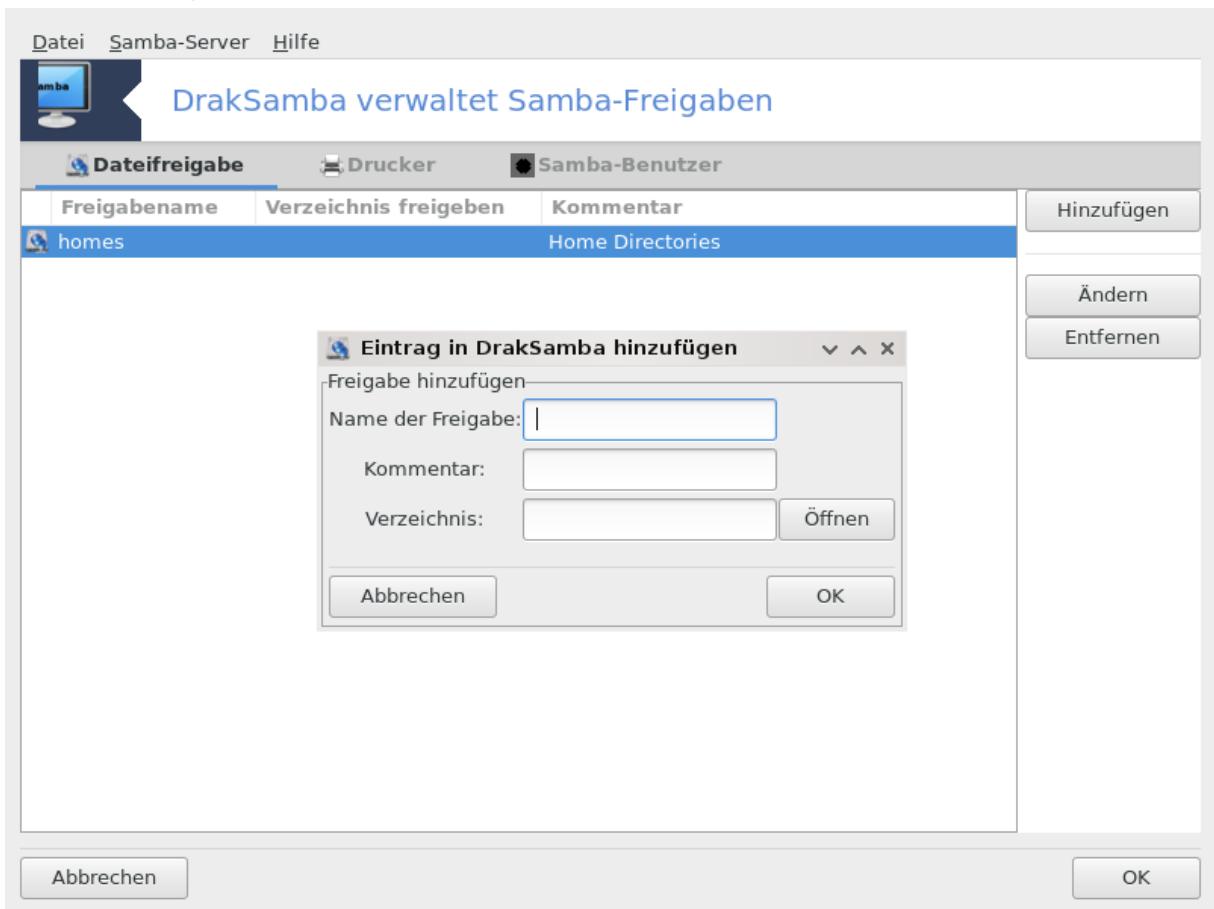 Datei Samba-Server Hilfe
amba
DrakSamba verwaltet Samba-Freigaben
Dateifreigabe Drucker Samba-Benutzer
Freigabename Verzeichnis freigeben Kommentar
Hinzufügen
homes Home Directories
Ändern
Entfernen
Eintrag in DrakSamba hinzufügen
Freigabe hinzufügen
Name der Freigabe:
Kommentar:
Verzeichnis: Öffnen
Abbrechen OK
Abbrechen OK